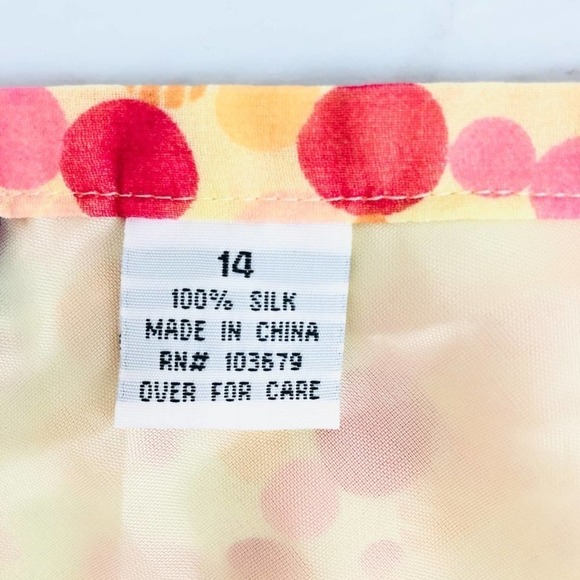 14
100% SILK
MADE IN CHINA
RN# 103679
OVER FOR CARE